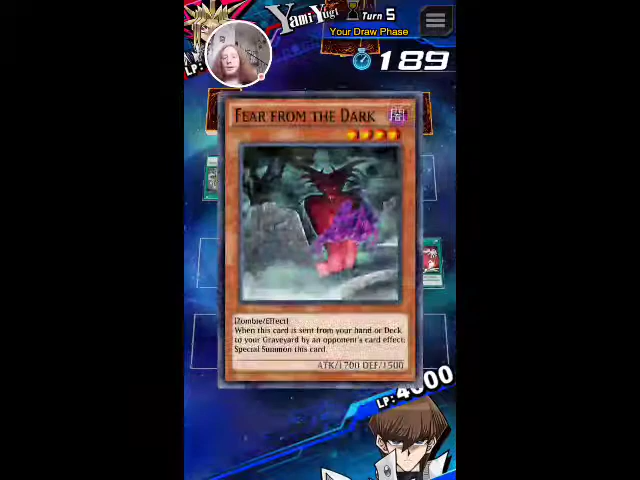 Yami Yugi
Turn 5
Your Draw Phase
LP:
189
FEAR FROM THE DARK
[Zombie/Effect]
When this card is sent from your hand or Deck
to your Graveyard by an opponent's card effect:
Special Summon this card.
ATK/1700 DEF/1500
LP: 4000